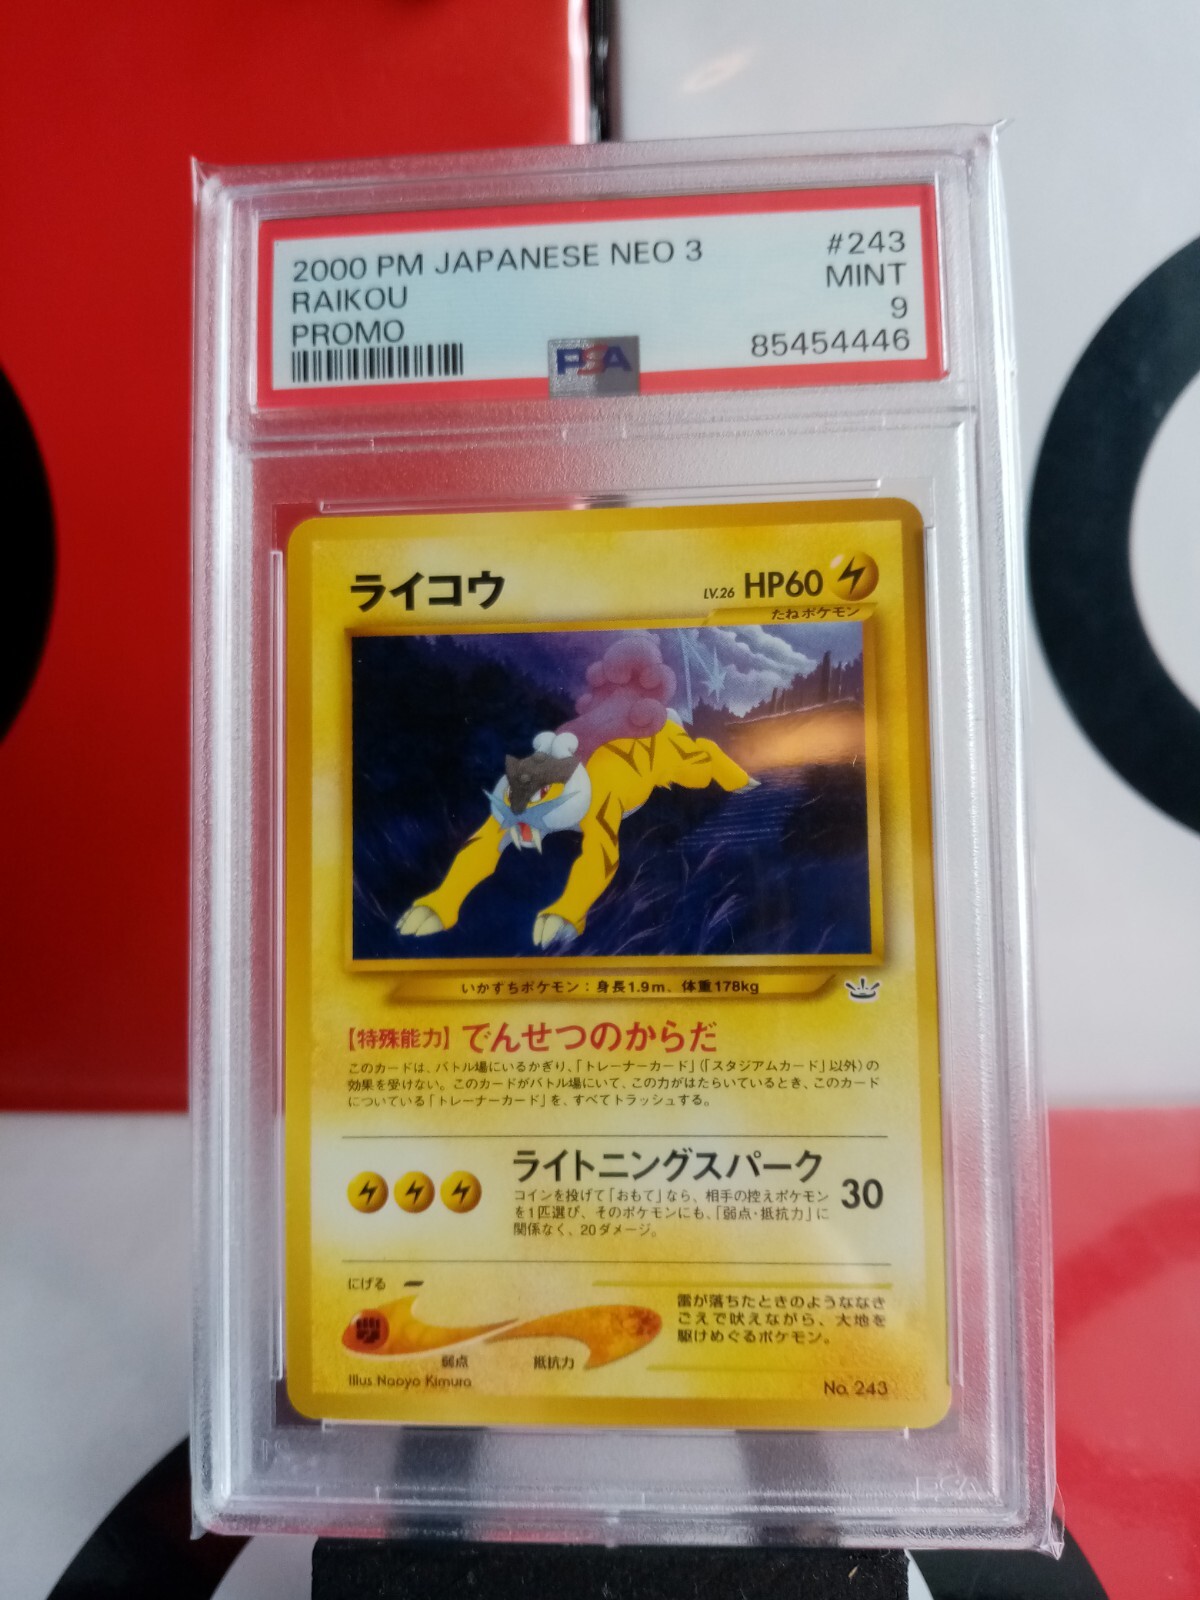 2000 PM JAPANESE NEO 3 #243
RAIKOU MINT
PROMO 9
85454446
PSA
ライコウ LV.26 HP60
たねポケモン
いかずちポケモン：身長1.9m、体重178kg
【特殊能力】でんせつのからだ
このカードは、バトル場にいるかぎり、「トレーナーカード」（「スタジアムカード」以外）の
効果を受けない。このカードがバトル場にいて、この力がはたらいているとき、このカード
についている「トレーナーカード」を、すべてトラッシュする。
ライトニングスパーク 30
コインを投げて「おもて」なら、相手の控えポケモン
を1匹選び、そのポケモンにも、「弱点・抵抗力」に
関係なく、20ダメージ。
にげる
雷が落ちたときのようななき
ごえで吠えながら、大地を
駆けめぐるポケモン。
弱点 抵抗力
Illus. Naoyo Kimura No. 243